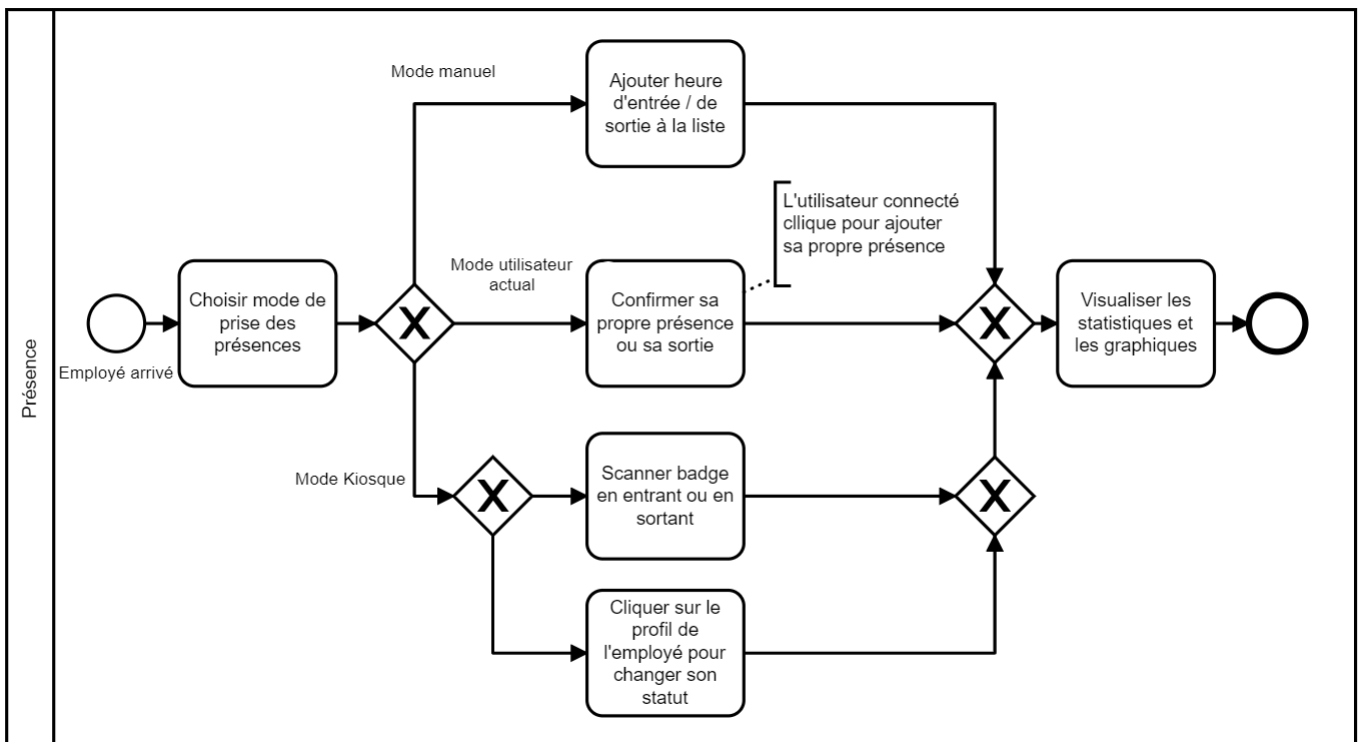 Présence
Employé arrivé
Choisir mode de
prise des
présences
Mode manuel
Ajouter heure
d'entrée / de
sortie à la liste
Mode utilisateur
actual
Confirmer sa
propre présence
ou sa sortie
L'utilisateur connecté
cllique pour ajouter
sa propre présence
Mode Kiosque
Scanner badge
en entrant ou en
sortant
Cliquer sur le
profil de
l'employé pour
changer son
statut
Visualiser les
statistiques et
les graphiques